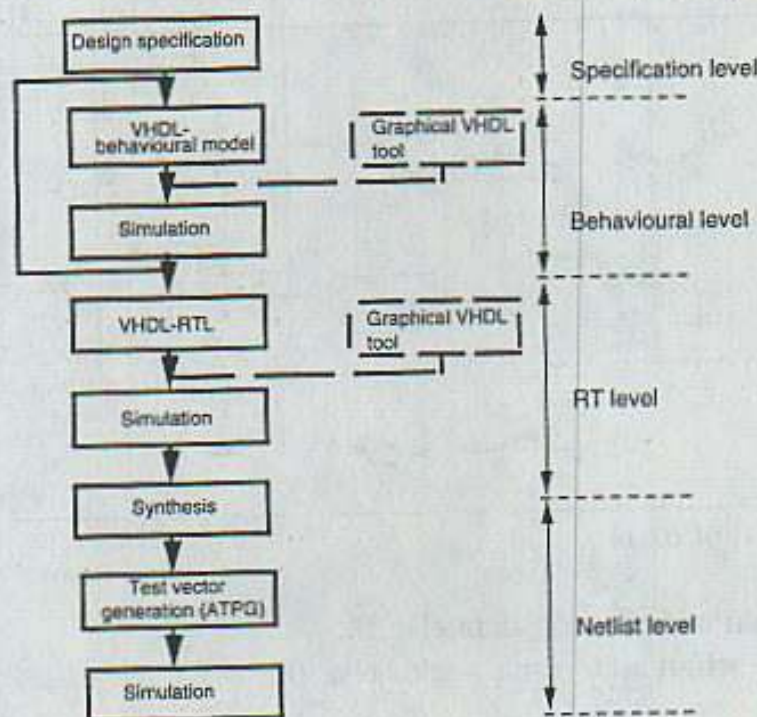 Design specification
Specification level
VHDL-
behavioural model
Graphical VHDL
tool
Simulation
Behavioural level
VHDL-RTL
Graphical VHDL
tool
Simulation
RT level
Synthesis
Test vector
generation (ATPG)
Netlist level
Simulation